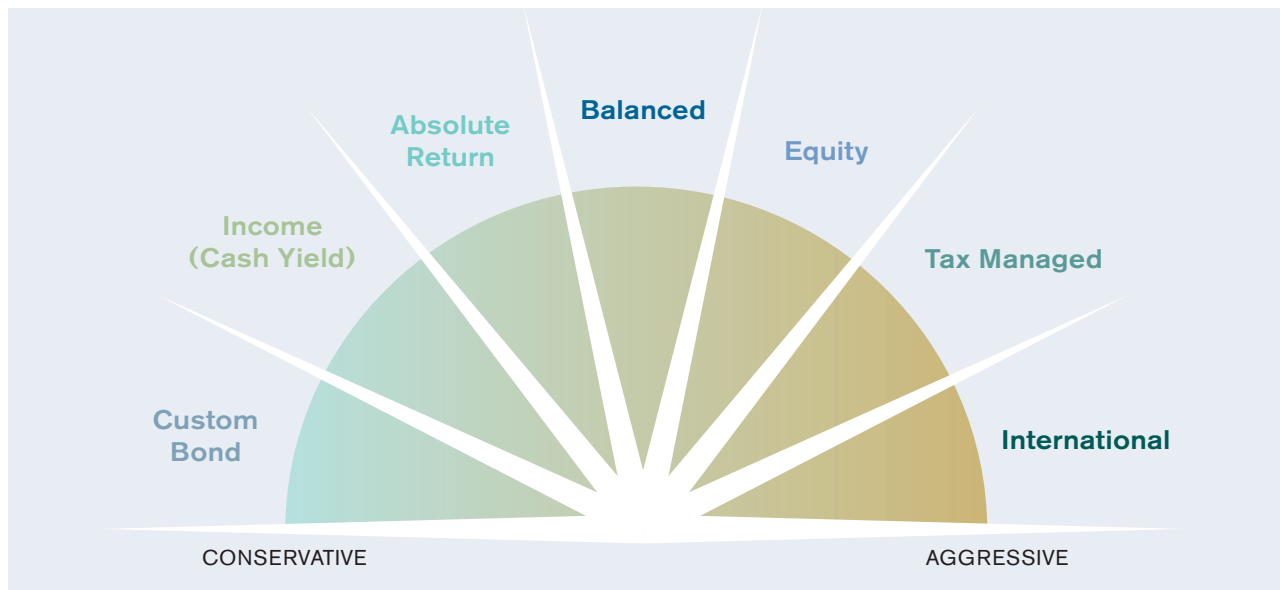 Balanced
Absolute
Return
Equity
Income
(Cash Yield)
Tax Managed
Custom
Bond
International
CONSERVATIVE
AGGRESSIVE